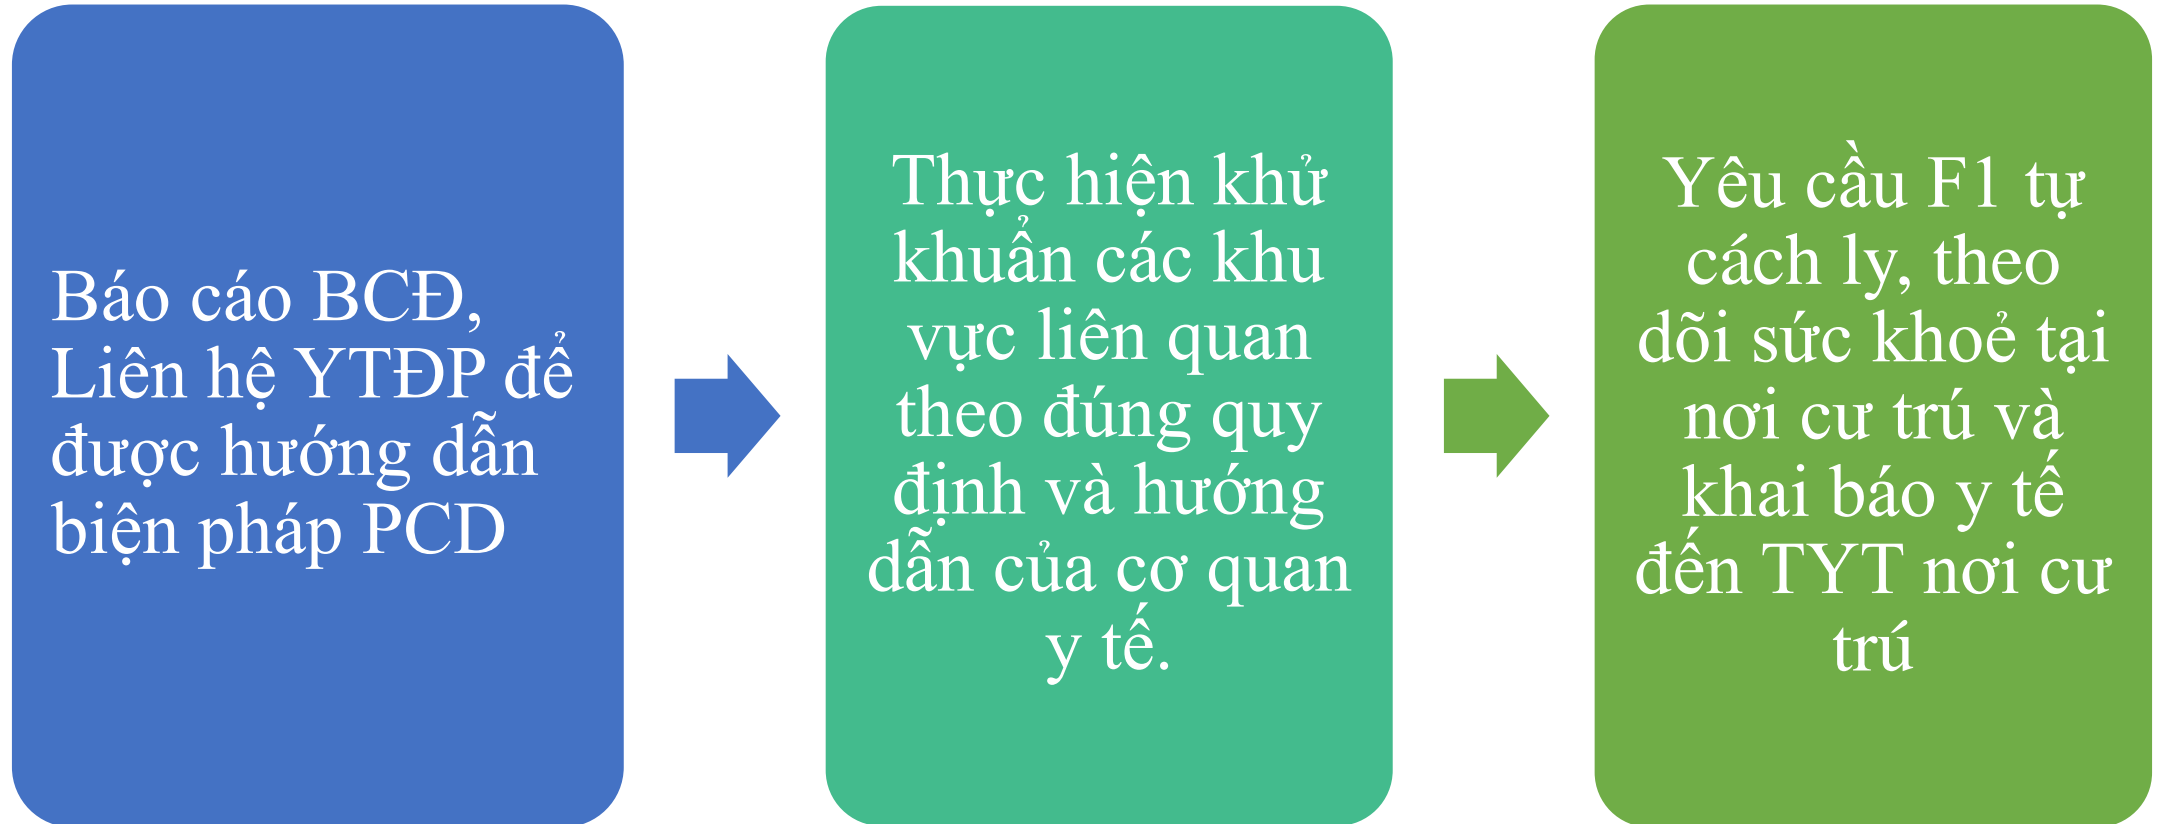 Báo cáo BCĐ,
Liên hệ YTĐP để
được hướng dẫn
biện pháp PCD
Thực hiện khử
khuẩn các khu
vực liên quan
theo đúng quy
định và hướng
dẫn của cơ quan
y tế.
Yêu cầu F1 tự
cách ly, theo
dõi sức khoẻ tại
nơi cư trú và
khai báo y tế
đến TYT nơi cư
trú